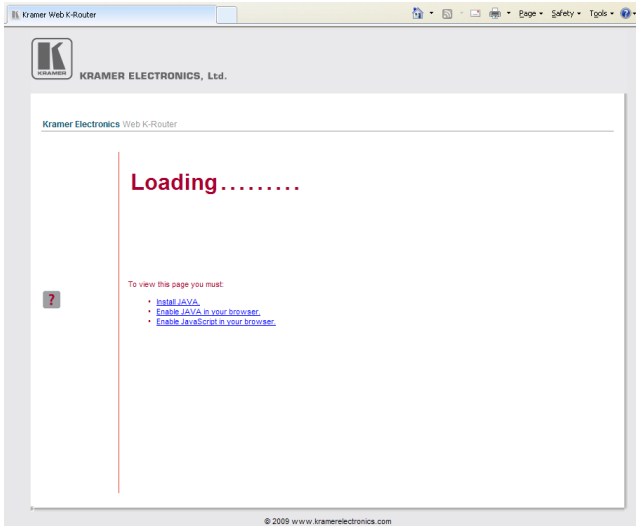 Kramer Web K-Router
Page Safety Tools
KRAMER
KRAMER ELECTRONICS, Ltd.
Kramer Electronics Web K-Router
Loading.........
To view this page you must:
• Install JAVA.
• Enable JAVA in your browser.
• Enable JavaScript in your browser.
?
© 2009 www.kramerelectronics.com